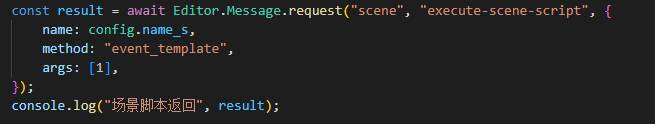 const result = await Editor.Message.request("scene", "execute-scene-script", {
    name: config.name_s,
    method: "event_template",
    args: [1],
});
console.log("场景脚本返回", result);